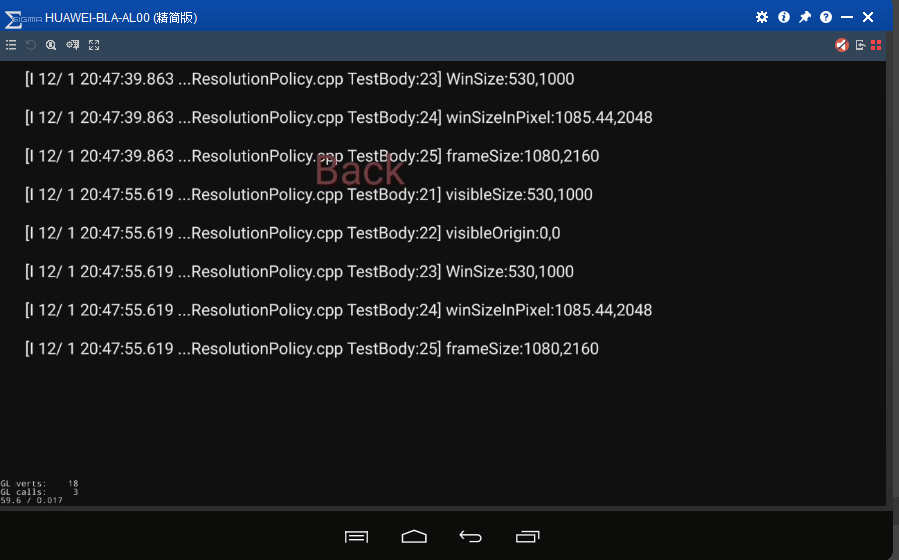 SIGMA HUAWEI-BLA-AL00 (精简版)
[I 12/ 1 20:47:39.863 ...ResolutionPolicy.cpp TestBody:23] WinSize:530,1000
[I 12/ 1 20:47:39.863 ...ResolutionPolicy.cpp TestBody:24] winSizeInPixel:1085.44,2048
[I 12/ 1 20:47:39.863 ...ResolutionPolicy.cpp TestBody:25] frameSize:1080,2160
Back
[I 12/ 1 20:47:55.619 ...ResolutionPolicy.cpp TestBody:21] visibleSize:530,1000
[I 12/ 1 20:47:55.619 ...ResolutionPolicy.cpp TestBody:22] visibleOrigin:0,0
[I 12/ 1 20:47:55.619 ...ResolutionPolicy.cpp TestBody:23] WinSize:530,1000
[I 12/ 1 20:47:55.619 ...ResolutionPolicy.cpp TestBody:24] winSizeInPixel:1085.44,2048
[I 12/ 1 20:47:55.619 ...ResolutionPolicy.cpp TestBody:25] frameSize:1080,2160
GL verts: 18
GL calls: 3
59.6 / 0.017